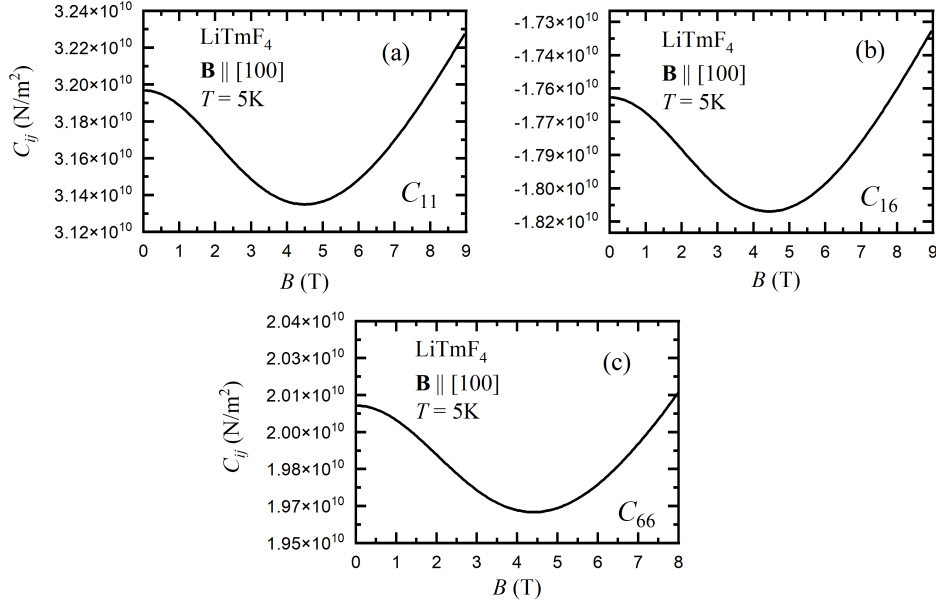 3.24×10¹⁰
3.22×10¹⁰
3.20×10¹⁰
3.18×10¹⁰
3.16×10¹⁰
3.14×10¹⁰
3.12×10¹⁰
C_ij (N/m²)
LiTmF₄
B || [100]
T = 5K
(a)
C₁₁
0 1 2 3 4 5 6 7 8 9
B (T)
-1.73×10¹⁰
-1.74×10¹⁰
-1.76×10¹⁰
-1.77×10¹⁰
-1.79×10¹⁰
-1.80×10¹⁰
-1.82×10¹⁰
LiTmF₄
B || [100]
T = 5K
(b)
C₁₆
0 1 2 3 4 5 6 7 8 9
B (T)
2.04×10¹⁰
2.03×10¹⁰
2.01×10¹⁰
2.00×10¹⁰
1.98×10¹⁰
1.97×10¹⁰
1.95×10¹⁰
C_ij (N/m²)
LiTmF₄
B || [100]
T = 5K
(c)
C₆₆
0 1 2 3 4 5 6 7 8
B (T)